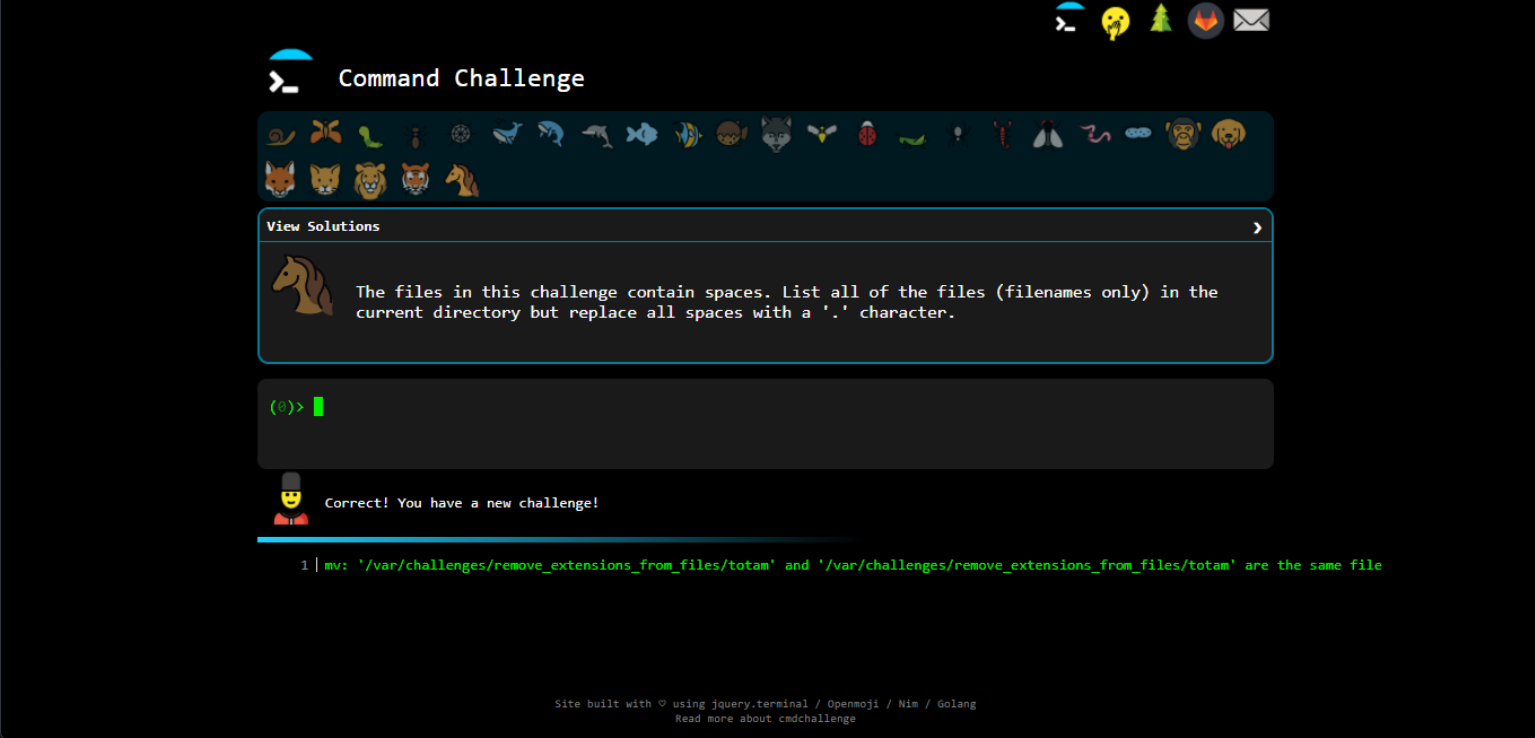 Command Challenge
View Solutions ❯
The files in this challenge contain spaces. List all of the files (filenames only) in the
current directory but replace all spaces with a '.' character.
(0)>
Correct! You have a new challenge!
1 | mv: '/var/challenges/remove_extensions_from_files/totam' and '/var/challenges/remove_extensions_from_files/totam' are the same file
Site built with ♡ using jquery.terminal / Openmoji / Nim / Golang
Read more about cmdchallenge